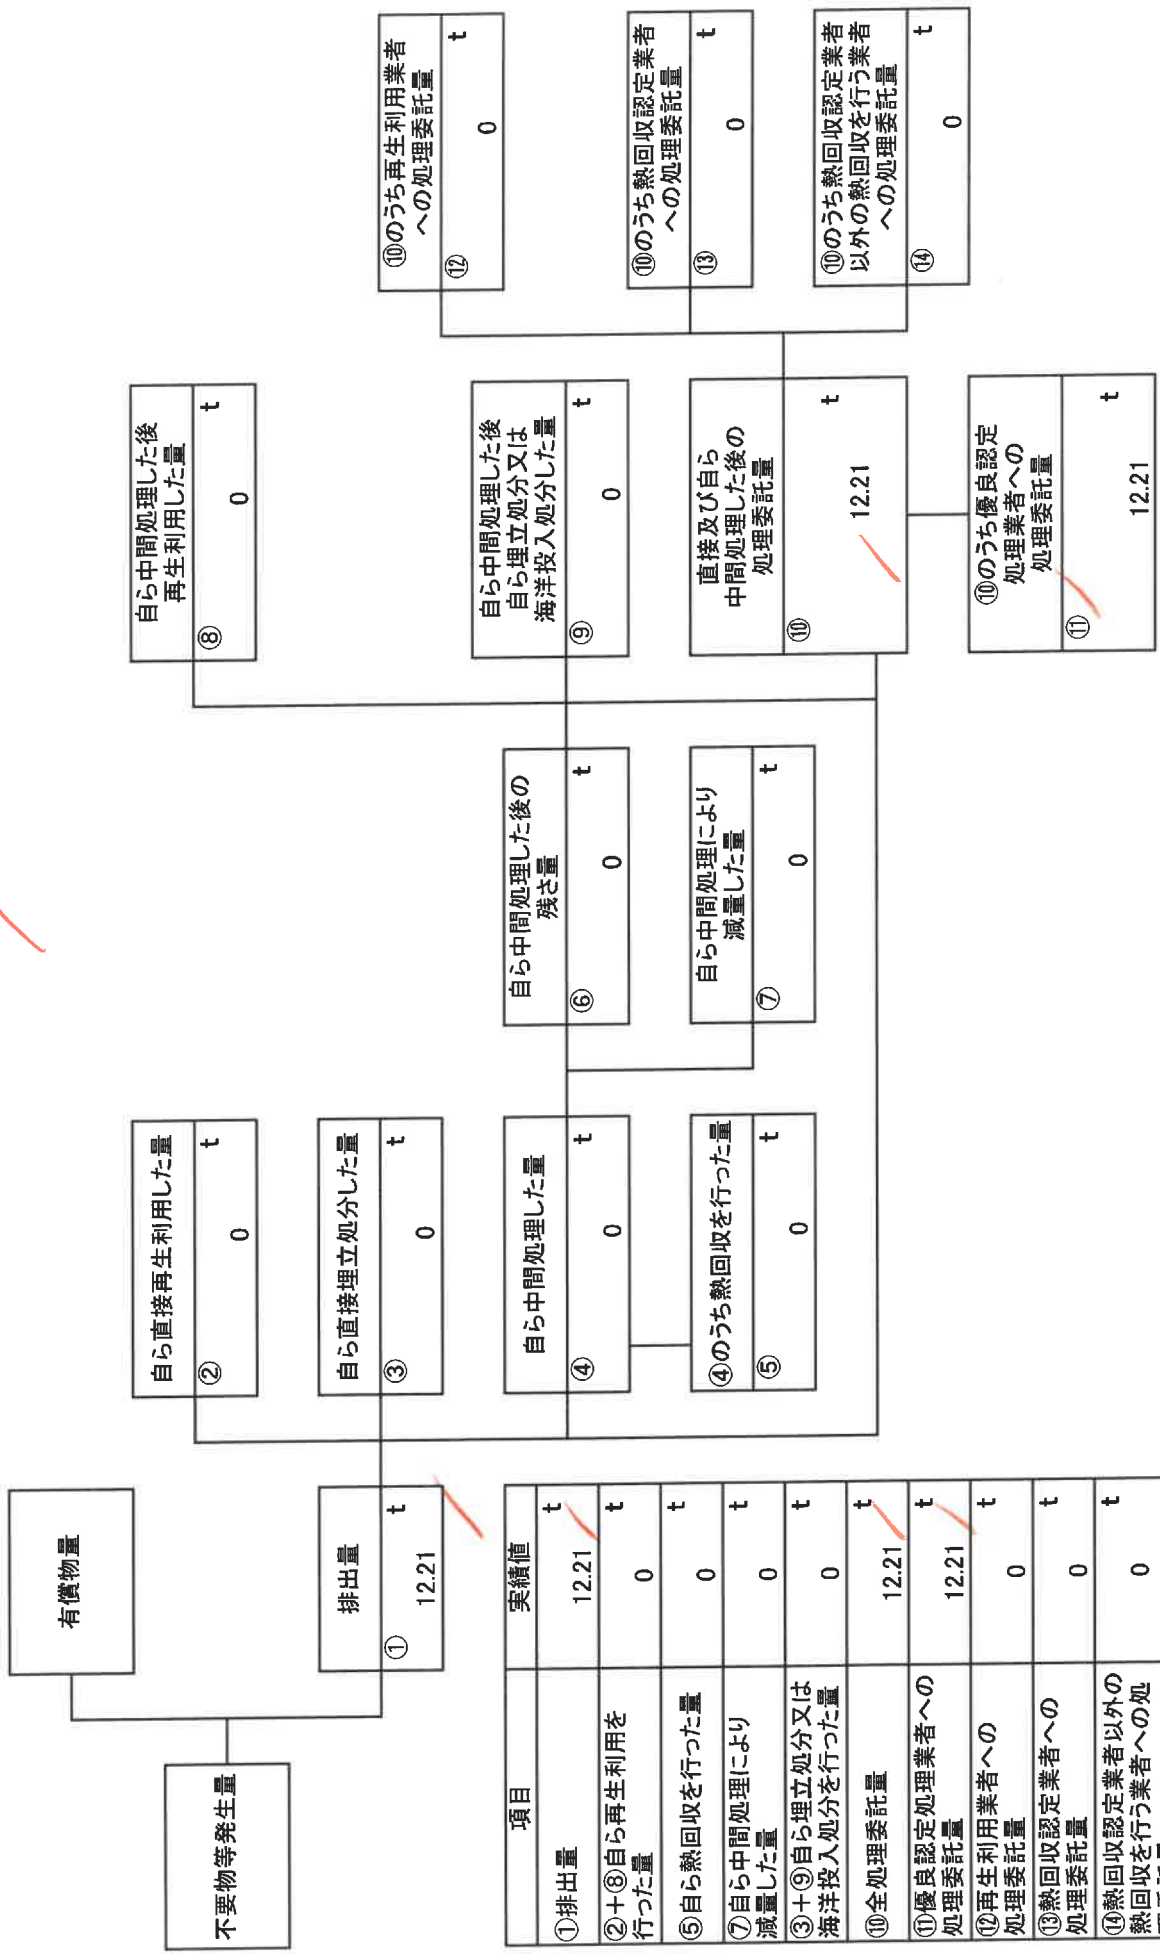 不要物等発生量
有償物量
排出量
① 12.21 t
自ら直接再生利用した量
② 0 t
自ら直接埋立処分した量
③ 0 t
自ら中間処理した量
④ 0 t
④のうち熱回収を行った量
⑤ 0 t
自ら中間処理した後の
残さ量
⑥ 0 t
自ら中間処理により
減量した量
⑦ 0 t
自ら中間処理した後
再生利用した量
⑧ 0 t
自ら中間処理した後
自ら埋立処分又は
海洋投入処分した量
⑨ 0 t
直接及び自ら
中間処理した後の
処理委託量
⑩ 12.21 t
⑩のうち優良認定
処理業者への
処理委託量
⑪ 12.21 t
⑩のうち再生利用業者
への処理委託量
⑫ 0 t
⑩のうち熱回収認定業者
への処理委託量
⑬ 0 t
⑩のうち熱回収認定業者
以外の熱回収を行う業者
への処理委託量
⑭ 0 t
項目 実績値
①排出量 12.21 t
②+⑧自ら再生利用を
行った量 0 t
⑤自ら熱回収を行った量 0 t
⑦自ら中間処理により
減量した量 0 t
③+⑨自ら埋立処分又は
海洋投入処分を行った量 0 t
⑩全処理委託量 12.21 t
⑪優良認定処理業者への
処理委託量 12.21 t
⑫再生利用業者への
処理委託量 0 t
⑬熱回収認定業者への
処理委託量 0 t
⑭熱回収認定業者以外の
熱回収を行う業者への処 0 t